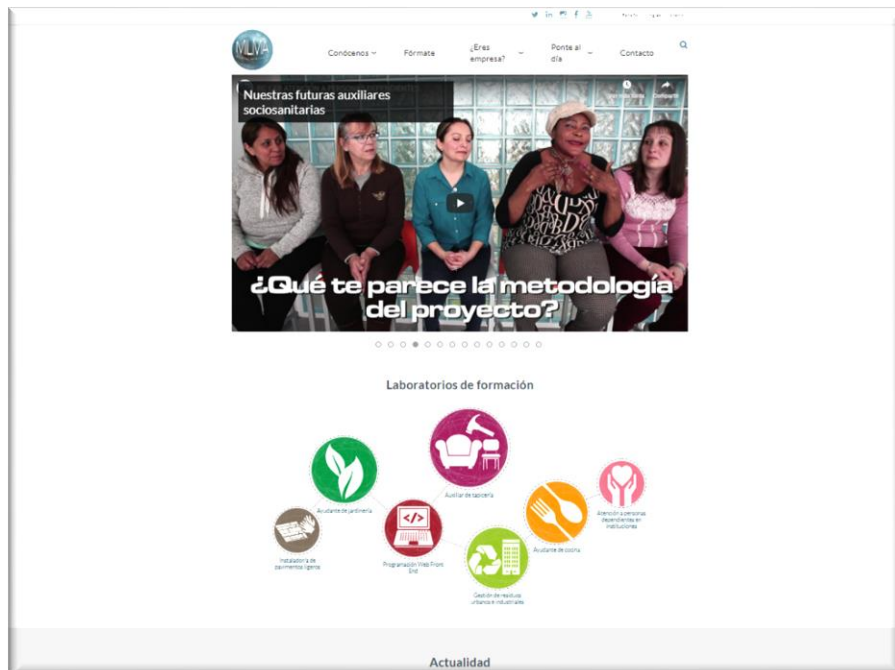 MLMA
Conócenos
Fórmate
¿Eres
empresa?
Ponte al
día
Contacto
Nuestras futuras auxiliares
sociosanitarias
¿Qué te parece la metodología
del proyecto?
Laboratorios de formación
Instalador/a de
pavimentos ligeros
Ayudante de jardinería
Programación Web Front
End
Auxiliar de tapicería
Gestión de residuos
urbanos e industriales
Ayudante de cocina
Atención a personas
dependientes en
instituciones
Actualidad